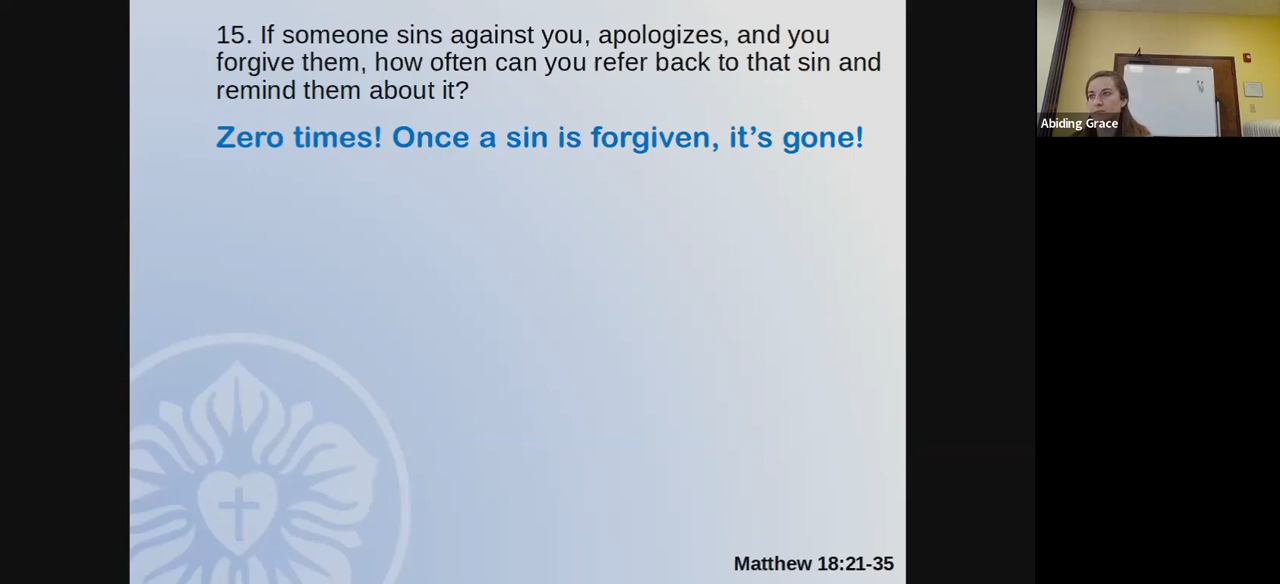 15. If someone sins against you, apologizes, and you
forgive them, how often can you refer back to that sin and
remind them about it?
Zero times! Once a sin is forgiven, it’s gone!
Matthew 18:21-35
Abiding Grace